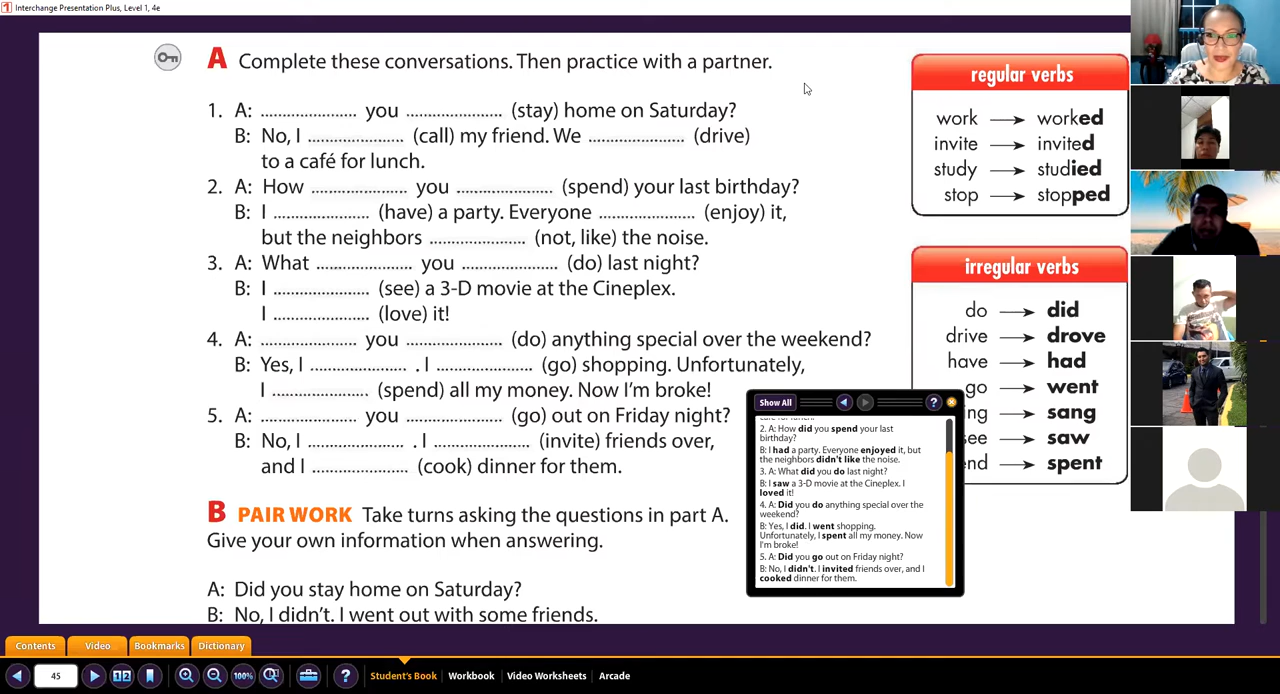 Interchange Presentation Plus, Level 1, 4e
A Complete these conversations. Then practice with a partner.
1. A: .................... you .................... (stay) home on Saturday?
B: No, I .................... (call) my friend. We .................... (drive)
to a café for lunch.
2. A: How .................... you .................... (spend) your last birthday?
B: I .................... (have) a party. Everyone .................... (enjoy) it,
but the neighbors .................... (not, like) the noise.
3. A: What .................... you .................... (do) last night?
B: I .................... (see) a 3-D movie at the Cineplex.
I .................... (love) it!
4. A: .................... you .................... (do) anything special over the weekend?
B: Yes, I .................... . I .................... (go) shopping. Unfortunately,
I .................... (spend) all my money. Now I'm broke!
5. A: .................... you .................... (go) out on Friday night?
B: No, I .................... . I .................... (invite) friends over,
and I .................... (cook) dinner for them.
B PAIR WORK Take turns asking the questions in part A.
Give your own information when answering.
A: Did you stay home on Saturday?
B: No, I didn't. I went out with some friends.
regular verbs
work → worked
invite → invited
study → studied
stop → stopped
irregular verbs
do → did
drive → drove
have → had
go → went
ng → sang
see → saw
nd → spent
Show All
?
2. A: How did you spend your last
birthday?
B: I had a party. Everyone enjoyed it, but
the neighbors didn't like the noise.
3. A: What did you do last night?
B: I saw a 3-D movie at the Cineplex. I
loved it!
4. A: Did you do anything special over the
weekend?
B: Yes, I did. I went shopping.
Unfortunately, I spent all my money. Now
I'm broke!
5. A: Did you go out on Friday night?
B: No, I didn't. I invited friends over, and I
cooked dinner for them.
Contents Video Bookmarks Dictionary
45 1 2 100% ? Student's Book Workbook Video Worksheets Arcade